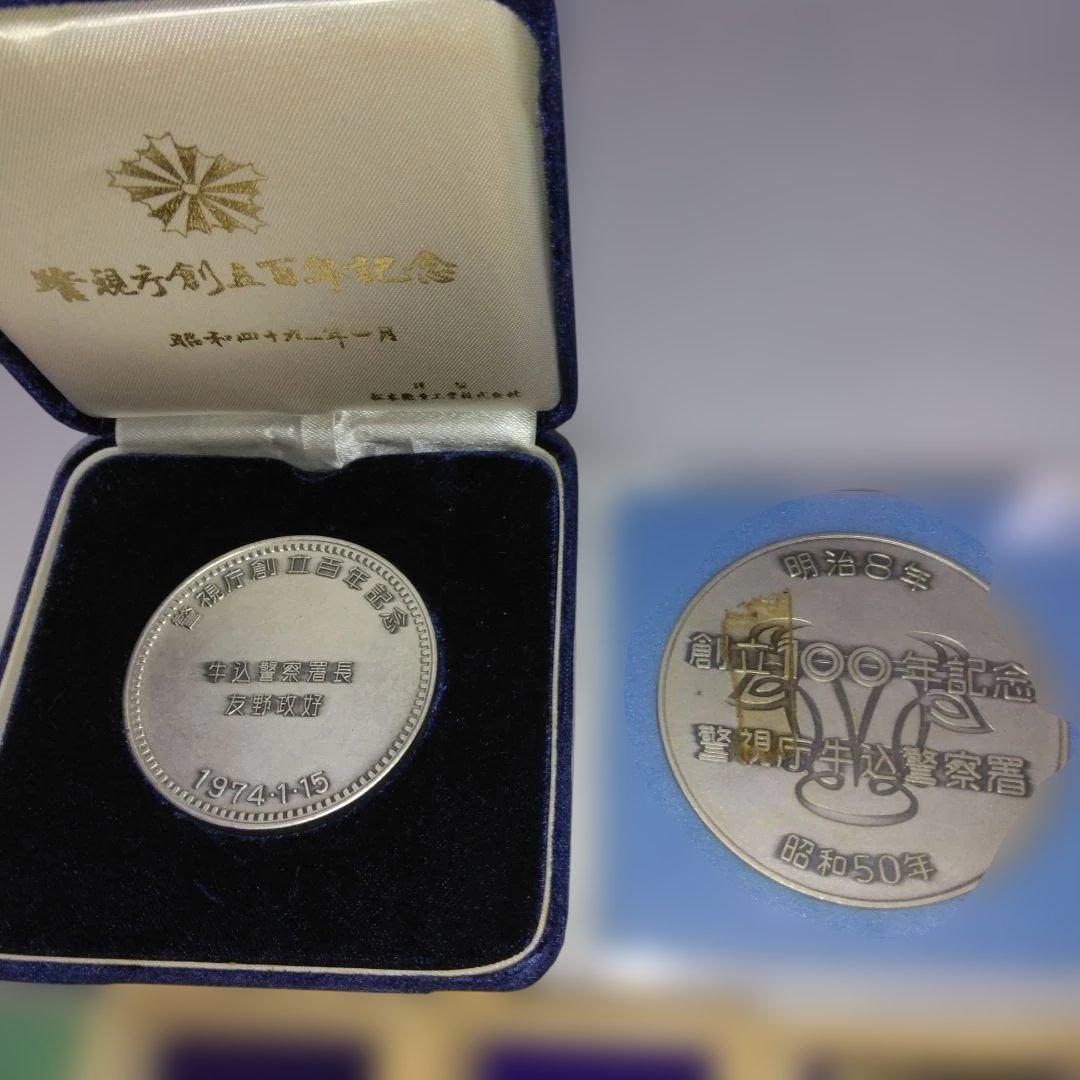 警視庁創立百年記念
昭和四十九年一月
警視庁創立百年記念
牛込警察署長
友野政好
1974・1・15
明治8年
創立100年記念
警視庁牛込警察署
昭和50年